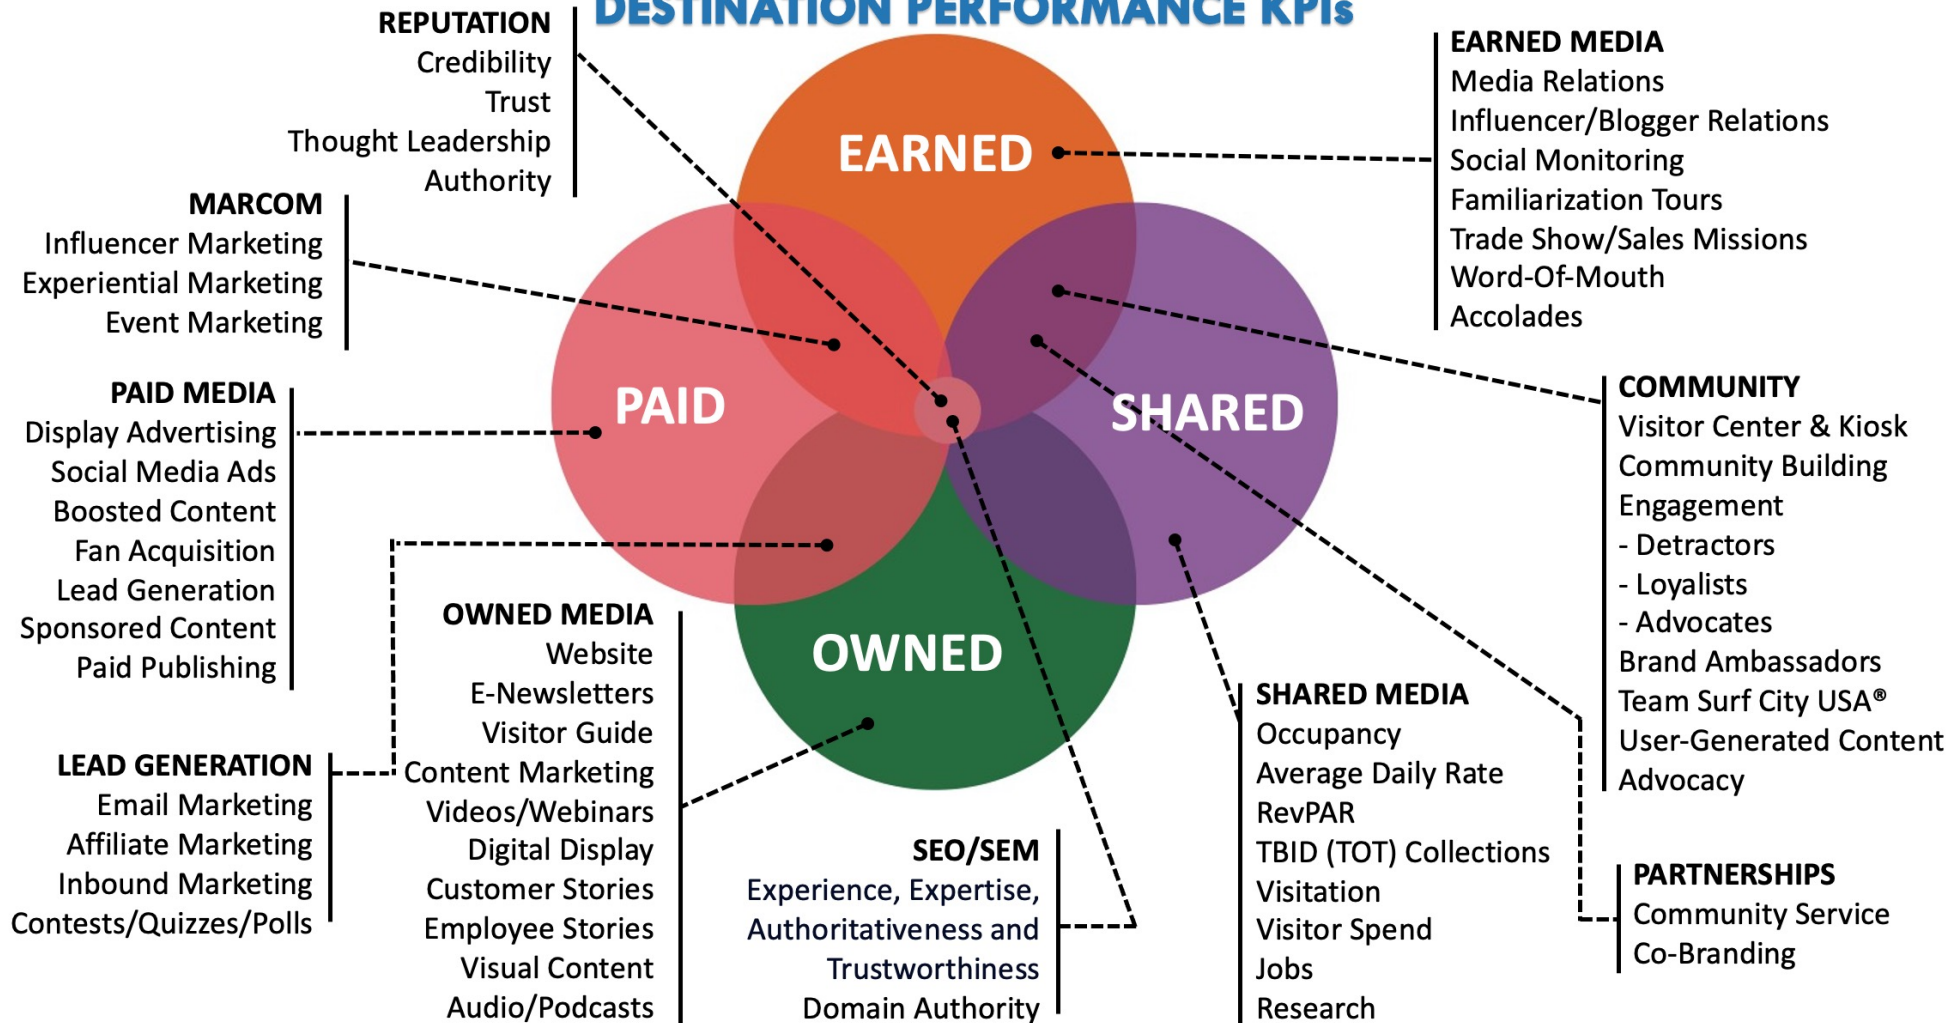 DESTINATION PERFORMANCE KPIs
REPUTATION
Credibility
Trust
Thought Leadership
Authority
MARCOM
Influencer Marketing
Experiential Marketing
Event Marketing
PAID MEDIA
Display Advertising
Social Media Ads
Boosted Content
Fan Acquisition
Lead Generation
Sponsored Content
Paid Publishing
LEAD GENERATION
Email Marketing
Affiliate Marketing
Inbound Marketing
Contests/Quizzes/Polls
EARNED
PAID
SHARED
OWNED
OWNED MEDIA
Website
E-Newsletters
Visitor Guide
Content Marketing
Videos/Webinars
Digital Display
Customer Stories
Employee Stories
Visual Content
Audio/Podcasts
SEO/SEM
Experience, Expertise,
Authoritativeness and
Trustworthiness
Domain Authority
EARNED MEDIA
Media Relations
Influencer/Blogger Relations
Social Monitoring
Familiarization Tours
Trade Show/Sales Missions
Word-Of-Mouth
Accolades
COMMUNITY
Visitor Center & Kiosk
Community Building
Engagement
- Detractors
- Loyalists
- Advocates
Brand Ambassadors
Team Surf City USA®
User-Generated Content
Advocacy
SHARED MEDIA
Occupancy
Average Daily Rate
RevPAR
TBID (TOT) Collections
Visitation
Visitor Spend
Jobs
Research
PARTNERSHIPS
Community Service
Co-Branding